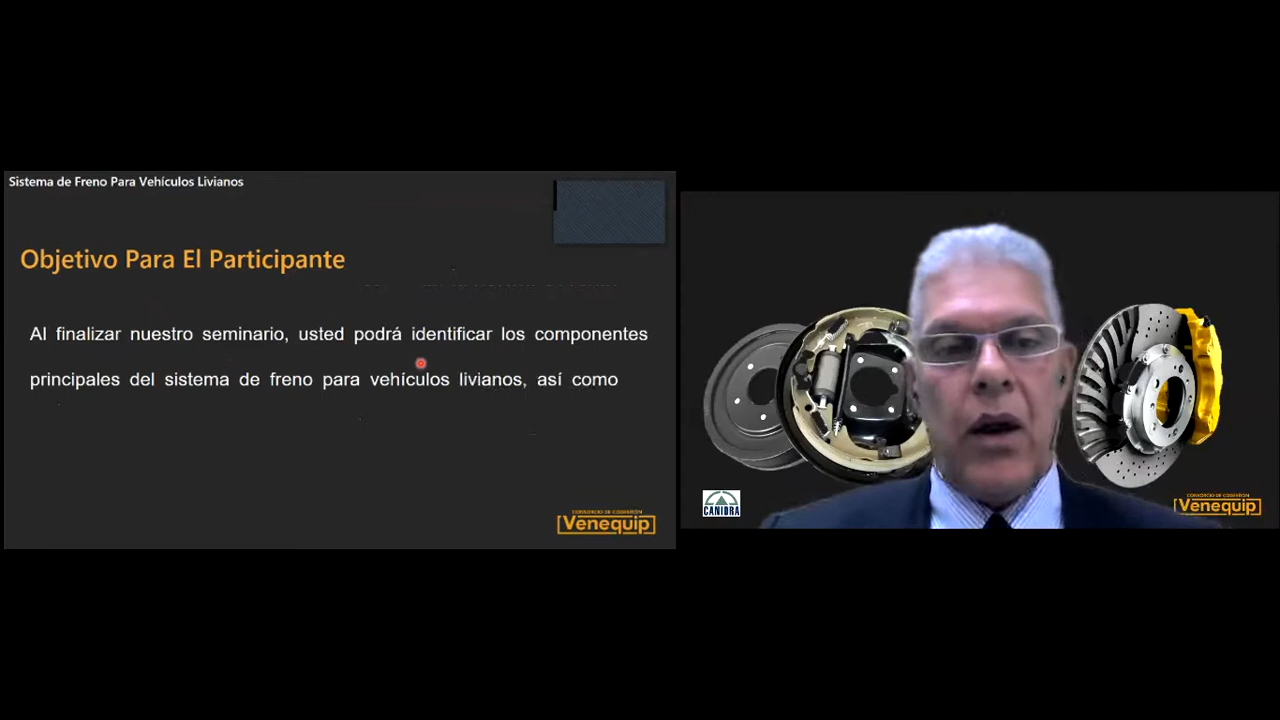 Sistema de Freno Para Vehículos Livianos
Objetivo Para El Participante
Al finalizar nuestro seminario, usted podrá identificar los componentes
principales del sistema de freno para vehículos livianos, así como
Venequip
CANIDRA
Venequip